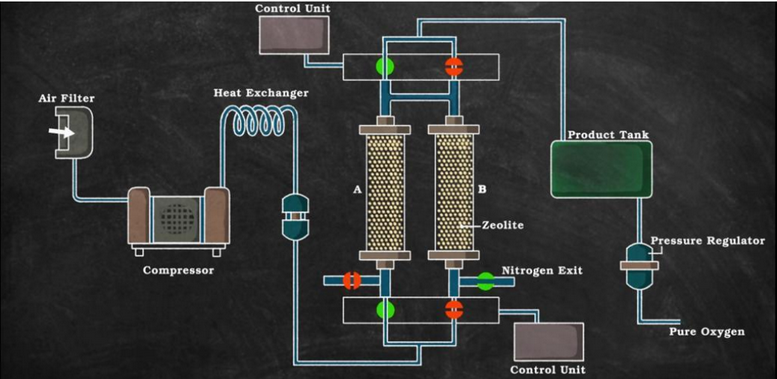 Control Unit
Air Filter
Heat Exchanger
Product Tank
A
B
Zeolite
Pressure Regulator
Compressor
Nitrogen Exit
Pure Oxygen
Control Unit